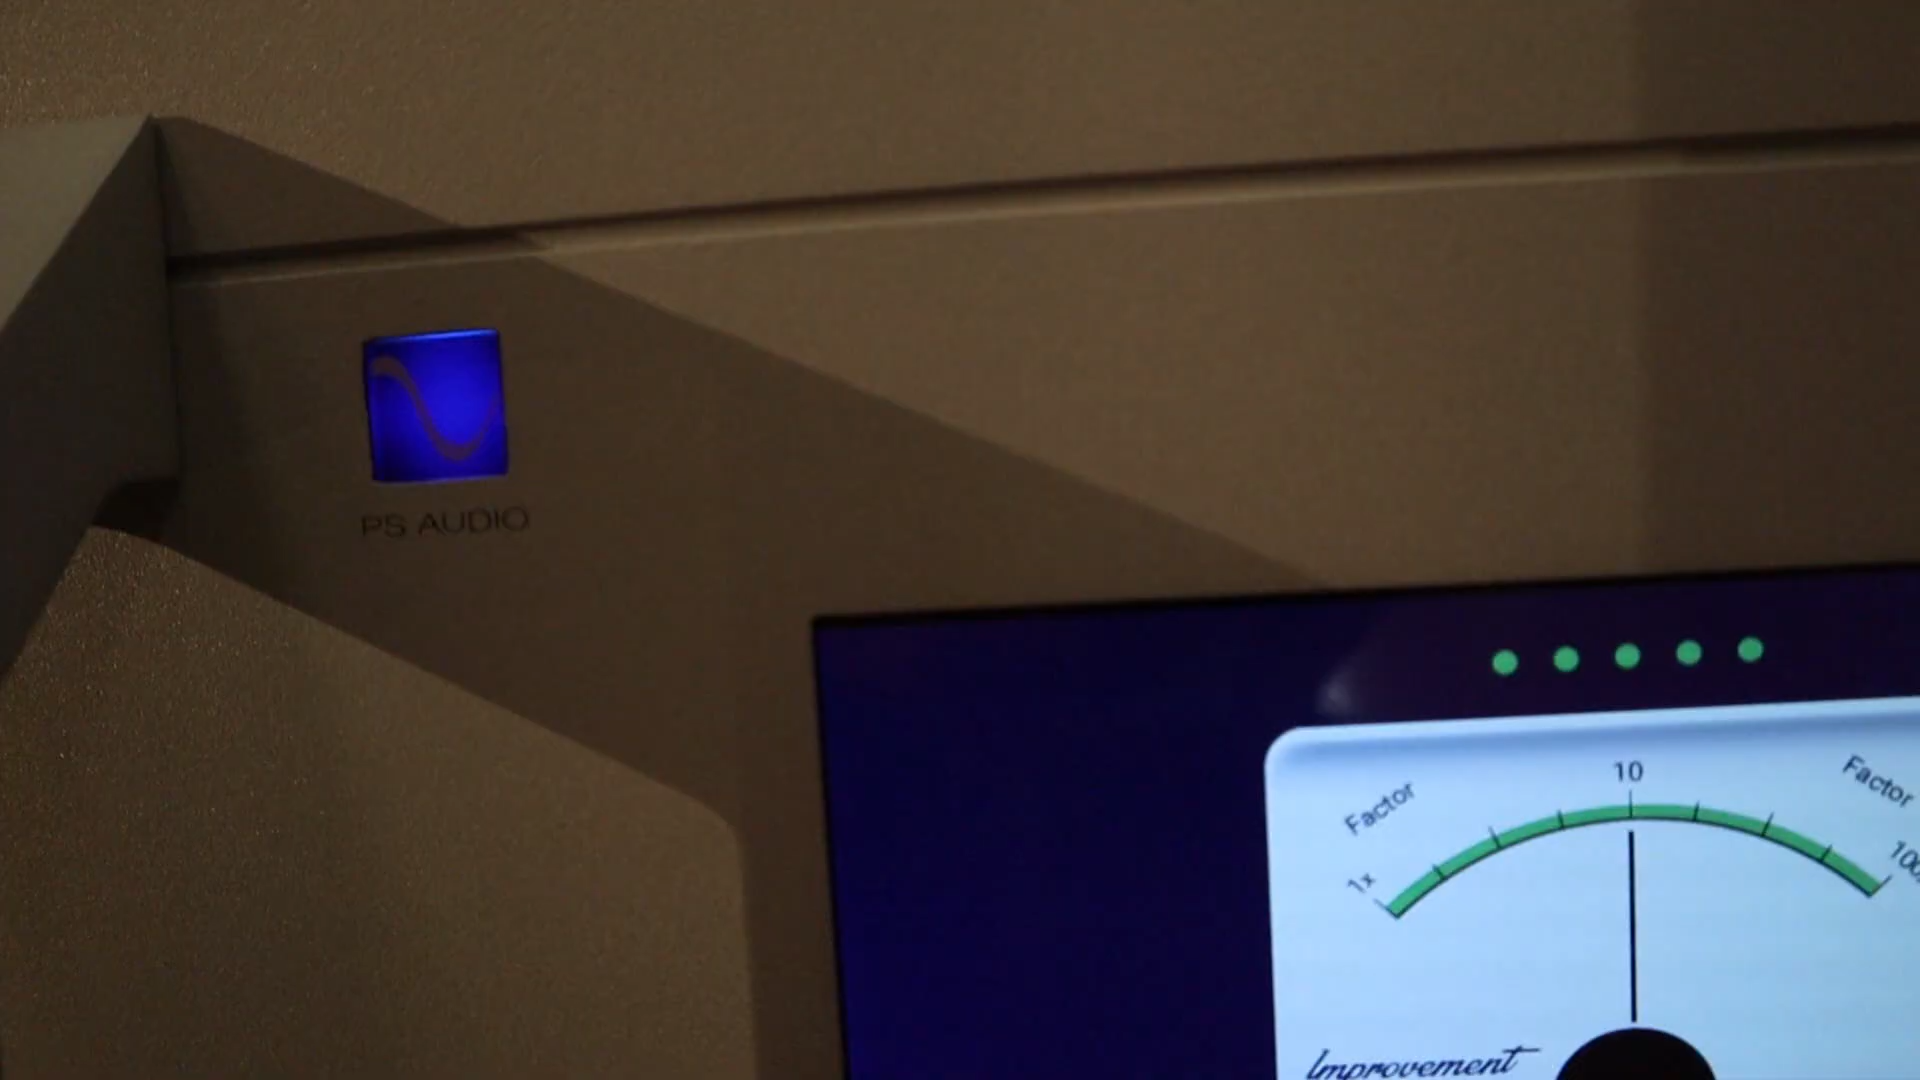 PS AUDIO
10
Factor
Factor
1x
Improvement